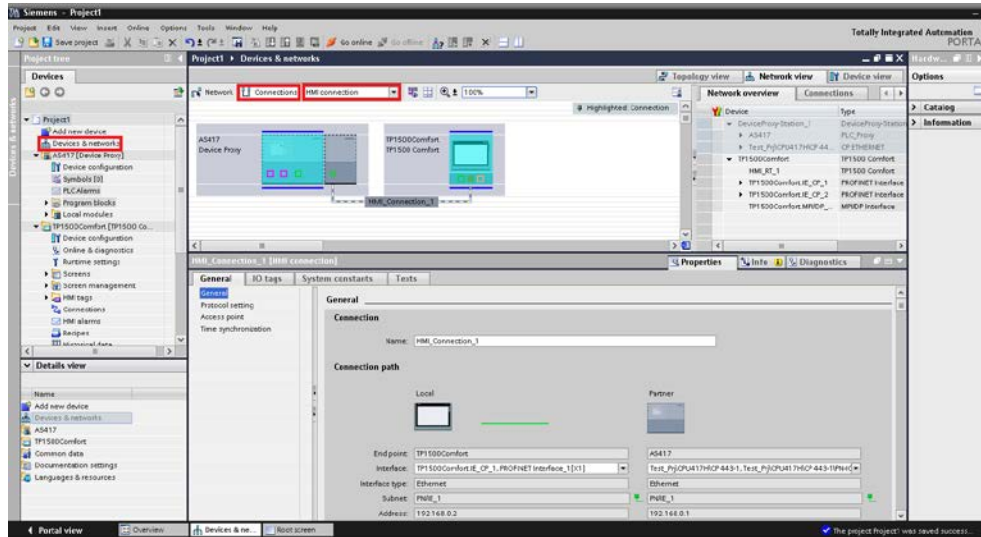 Siemens - Project1
Project Edit View Insert Online Options Tools Window Help
Totally Integrated Automation
PORTA
Save project
Go online
Go offline
Project tree
Project1 ▸ Devices & networks
Hardw...
Devices
Topology view
Network view
Device view
Options
Network
Connections
HMI connection
100%
Network overview
Connections
Highlighted: Connection
Catalog
Information
Device
Type
Project1
Add new device
Devices & networks
AS417 [Device Proxy]
Device configuration
Symbols [0]
PLC Alarms
Program blocks
Local modules
TP1500Comfort [TP1500 Co...
Device configuration
Online & diagnostics
Runtime settings
Screens
Screen management
HMI tags
Connections
HMI alarms
Recipes
Historical data
AS417
Device Proxy
TP1500Comfort
TP1500 Comfort
HMI_Connection_1
DeviceProxy-Station_1
DeviceProxy-Station
AS417
PLC_Proxy
Test_Prj\CPU417H\CP 44...
CP ETHERNET
TP1500Comfort
TP1500 Comfort
HMI_RT_1
TP1500 Comfort
TP1500Comfort.IE_CP_1
PROFINET Interface
TP1500Comfort.IE_CP_2
PROFINET Interface
TP1500Comfort.MPI/DP_...
MPI/DP Interface
HMI_Connection_1 [HMI connection]
Properties
Info
Diagnostics
General
IO tags
System constants
Texts
General
Protocol setting
Access point
Time synchronization
General
Connection
Name: HMI_Connection_1
Connection path
Local
Partner
Endpoint: TP1500Comfort
AS417
Interface: TP1500Comfort.IE_CP_1, PROFINET Interface_1[X1]
Interface type: Ethernet
Ethernet
Subnet: PN/IE_1
PN/IE_1
Address: 192.168.0.2
192.168.0.1
Details view
Name
Add new device
Devices & networks
AS417
TP1500Comfort
Common data
Documentation settings
Languages & resources
Portal view
Overview
Devices & ne...
Root screen
The project Project1 was saved success...
Devices & networks